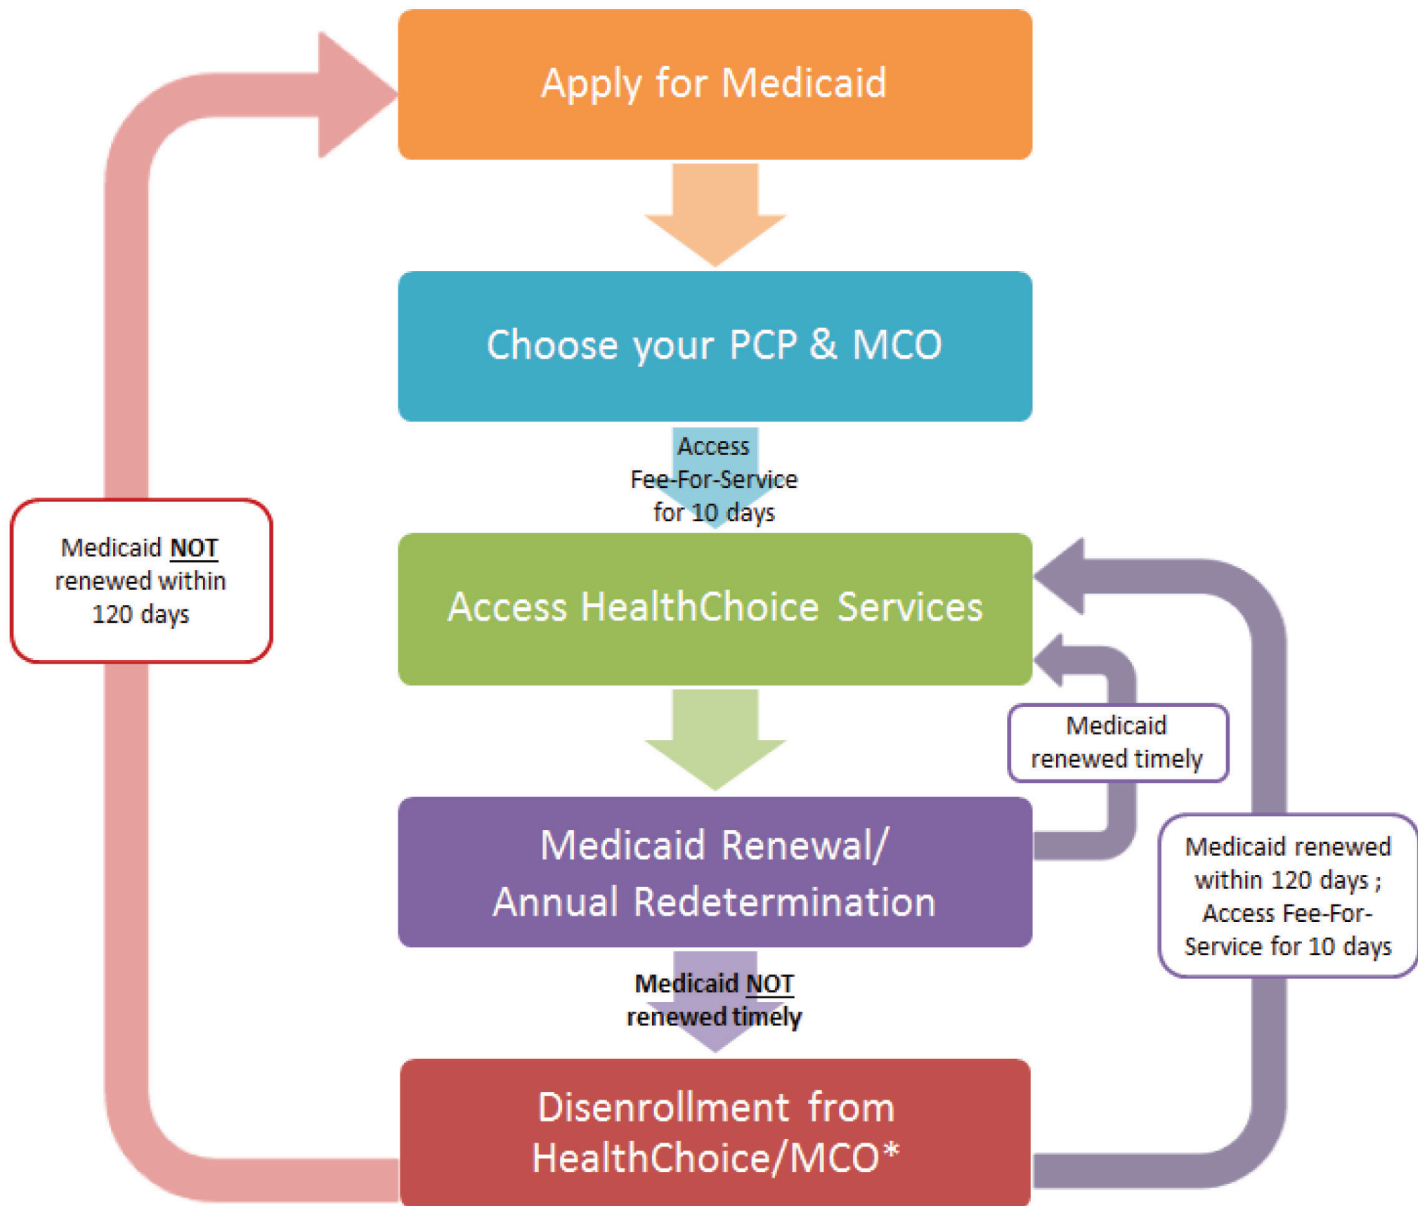 Apply for Medicaid
Choose your PCP & MCO
Access
Fee-For-Service
for 10 days
Medicaid NOT
renewed within
120 days
Access HealthChoice Services
Medicaid
renewed timely
Medicaid Renewal/
Annual Redetermination
Medicaid renewed
within 120 days ;
Access Fee-For-
Service for 10 days
Medicaid NOT
renewed timely
Disenrollment from
HealthChoice/MCO*